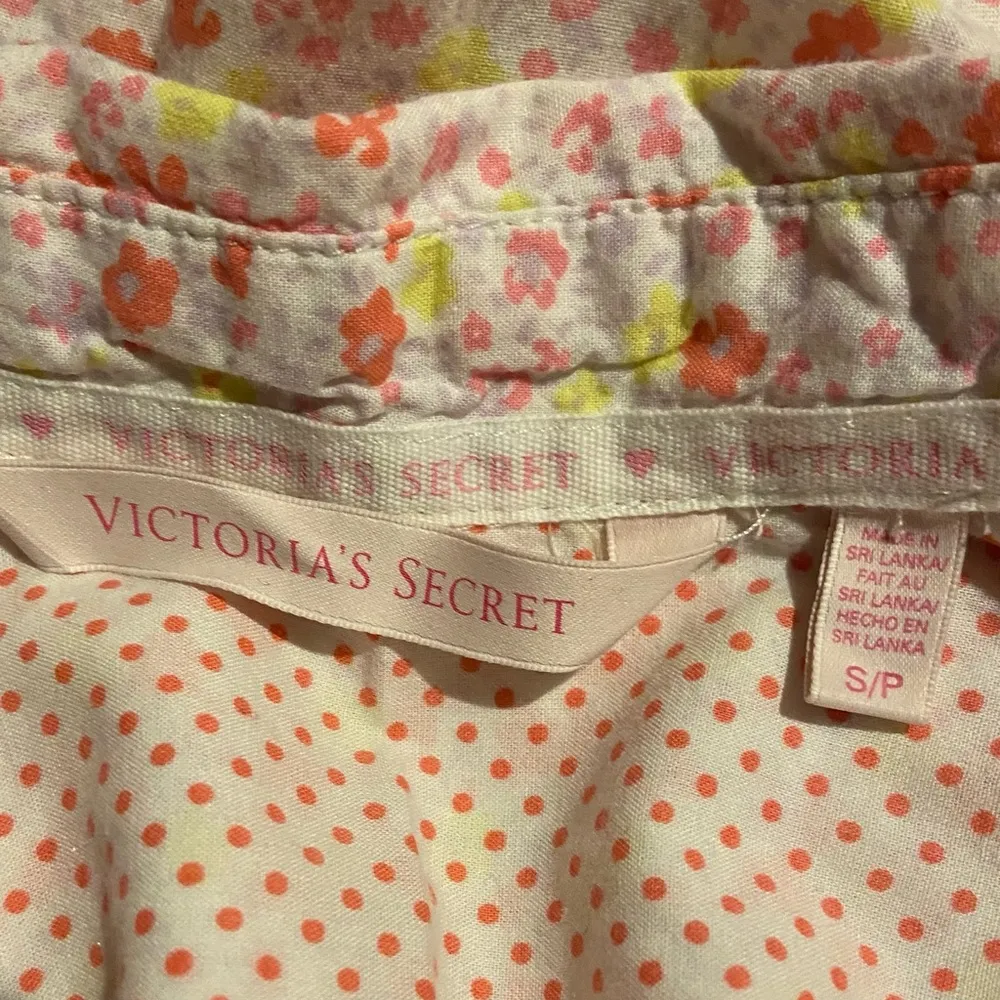 VICTORIA'S SECRET ♥ VICTORIA
VICTORIA'S SECRET
MADE IN
SRI LANKA/
FAIT AU
SRI LANKA/
HECHO EN
SRI LANKA
S/P